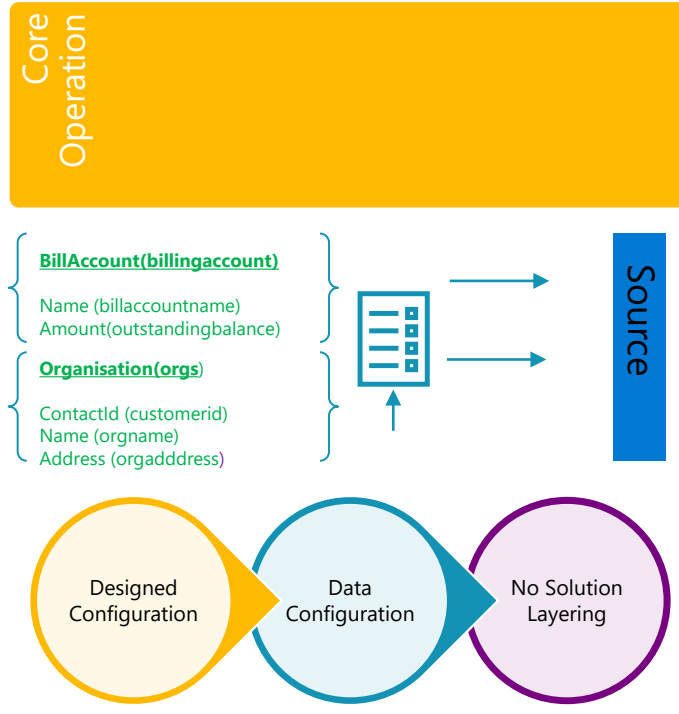 Core
Operation
BillAccount(billingaccount)
Name (billaccountname)
Amount(outstandingbalance)
Organisation(orgs)
ContactId (customerid)
Name (orgname)
Address (orgadddress)
Source
Designed
Configuration
Data
Configuration
No Solution
Layering